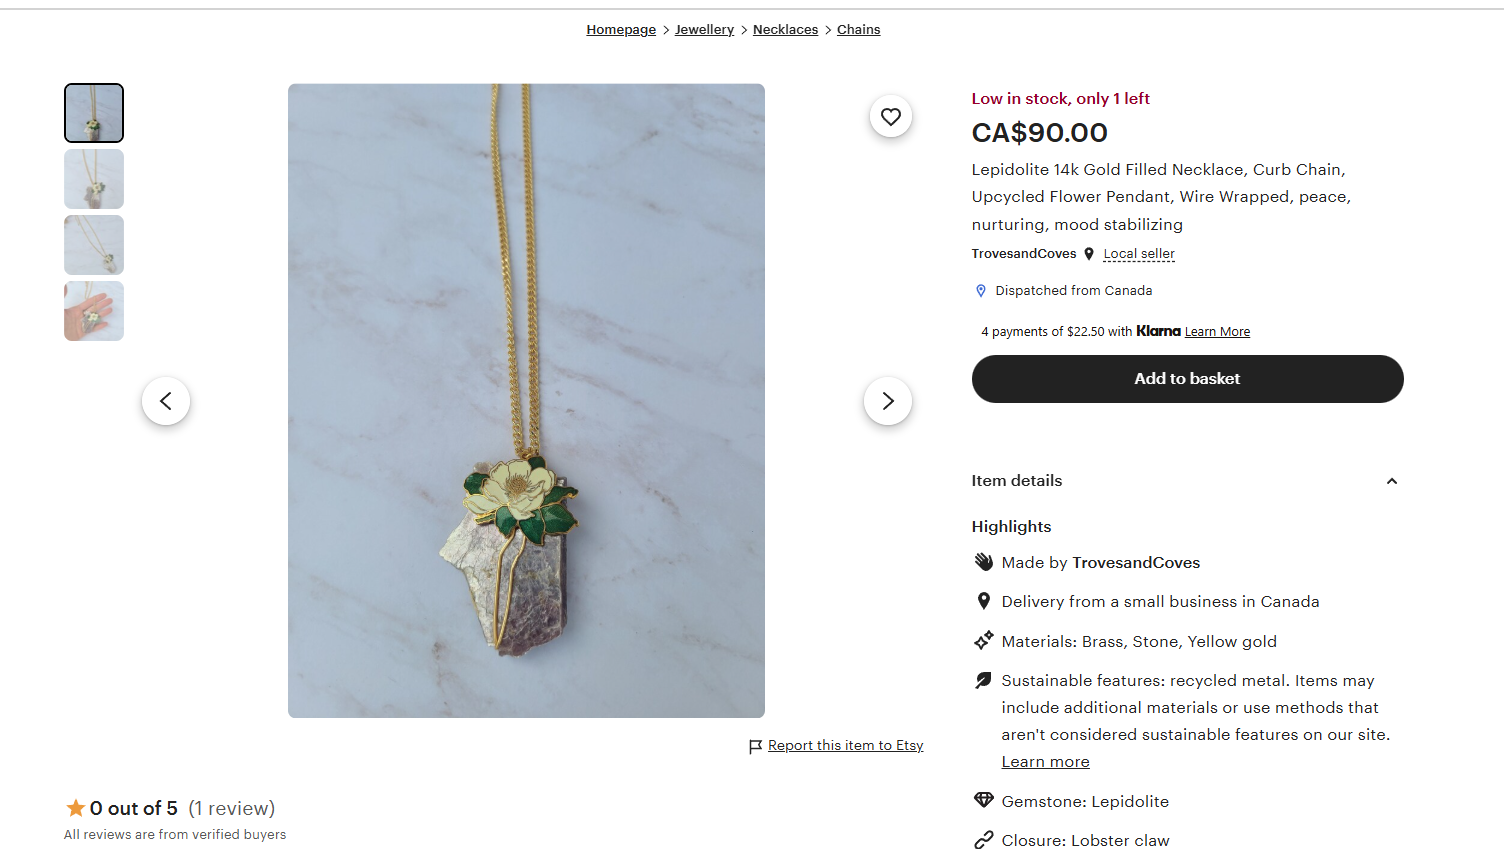 Homepage > Jewellery > Necklaces > Chains
Low in stock, only 1 left
CA$90.00
Lepidolite 14k Gold Filled Necklace, Curb Chain,
Upcycled Flower Pendant, Wire Wrapped, peace,
nurturing, mood stabilizing
TrovesandCoves Local seller
Dispatched from Canada
4 payments of $22.50 with Klarna Learn More
Add to basket
Item details
Highlights
Made by TrovesandCoves
Delivery from a small business in Canada
Materials: Brass, Stone, Yellow gold
Sustainable features: recycled metal. Items may
include additional materials or use methods that
aren't considered sustainable features on our site.
Learn more
Gemstone: Lepidolite
Closure: Lobster claw
Report this item to Etsy
0 out of 5 (1 review)
All reviews are from verified buyers